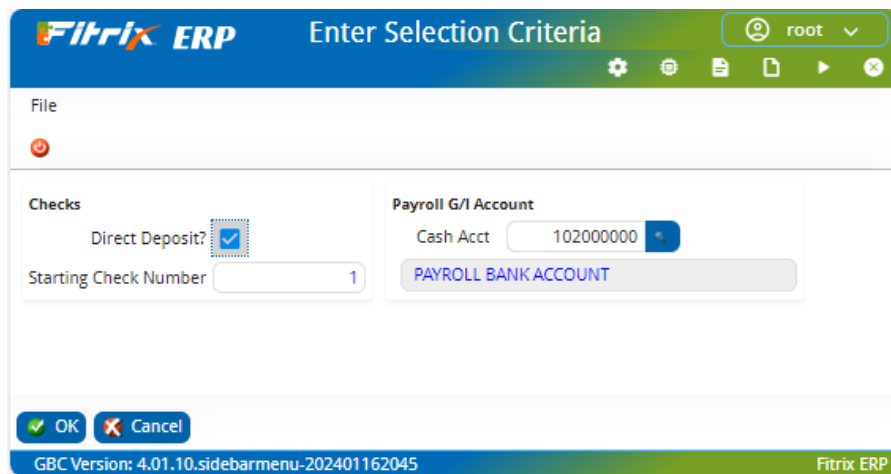 Fitrix ERP Enter Selection Criteria root
File
Checks Payroll G/l Account
Direct Deposit? Cash Acct 102000000
Starting Check Number 1 PAYROLL BANK ACCOUNT
OK Cancel
GBC Version: 4.01.10.sidebarmenu-202401162045 Fitrix ERP